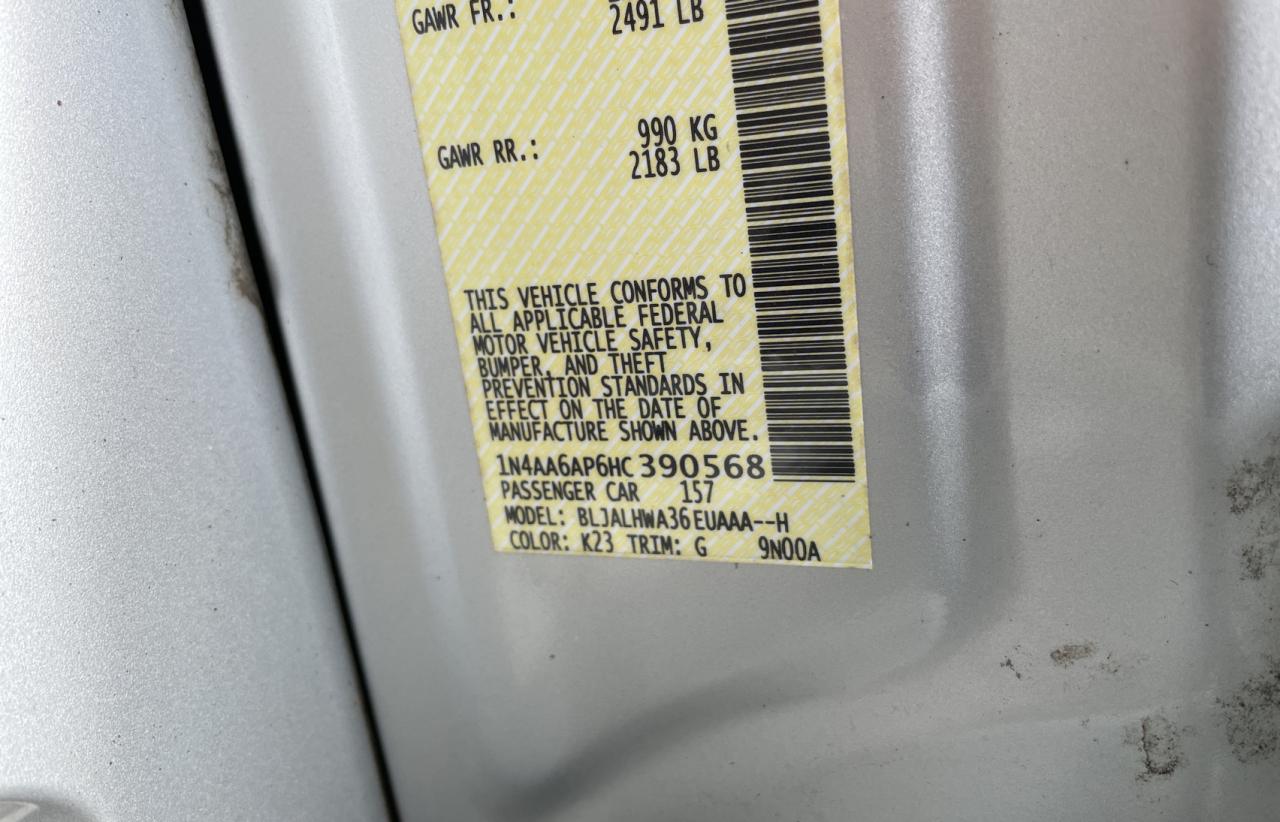 GAWR FR.: 2491 LB
990 KG
GAWR RR.: 2183 LB
THIS VEHICLE CONFORMS TO
ALL APPLICABLE FEDERAL
MOTOR VEHICLE SAFETY,
BUMPER, AND THEFT
PREVENTION STANDARDS IN
EFFECT ON THE DATE OF
MANUFACTURE SHOWN ABOVE.
1N4AA6AP6HC390568
PASSENGER CAR 157
MODEL: BLJALHWA36EUAAA--H
COLOR: K23 TRIM: G 9N00A